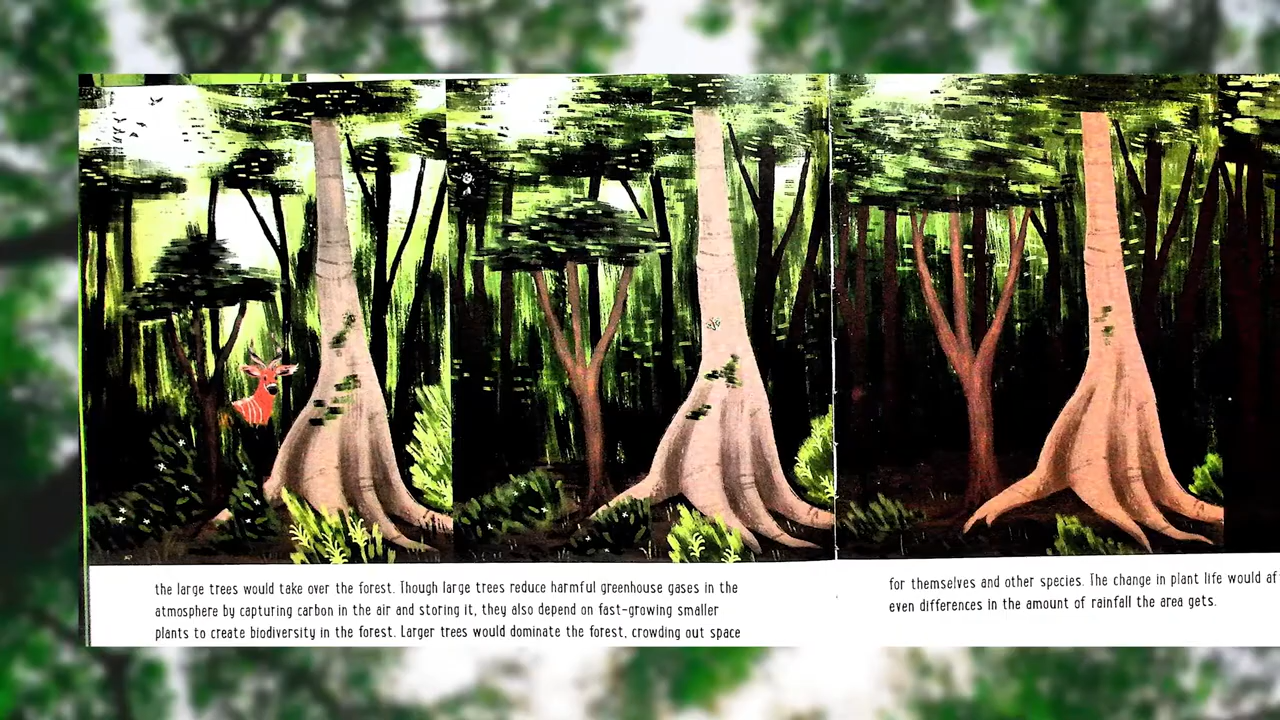 the large trees would take over the forest. Though large trees reduce harmful greenhouse gases in the
atmosphere by capturing carbon in the air and storing it, they also depend on fast-growing smaller
plants to create biodiversity in the forest. Larger trees would dominate the forest, crowding out space
for themselves and other species. The change in plant life would af
even differences in the amount of rainfall the area gets.